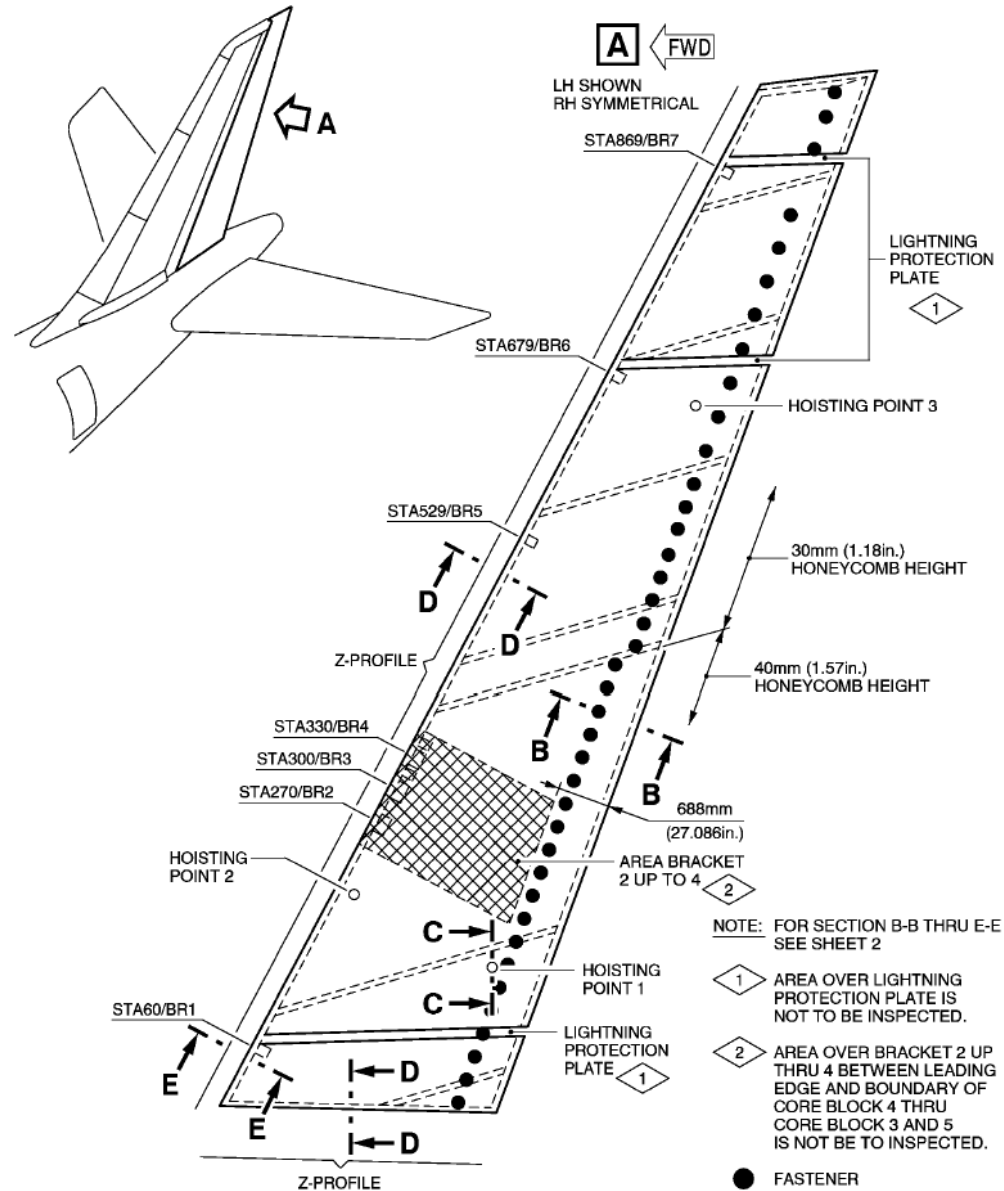 A
A
FWD
LH SHOWN
RH SYMMETRICAL
STA869/BR7
LIGHTNING
PROTECTION
PLATE
1
STA679/BR6
HOISTING POINT 3
STA529/BR5
30mm (1.18in.)
HONEYCOMB HEIGHT
D
D
Z-PROFILE
40mm (1.57in.)
HONEYCOMB HEIGHT
B
B
STA330/BR4
STA300/BR3
STA270/BR2
688mm
(27.086in.)
HOISTING
POINT 2
AREA BRACKET
2 UP TO 4
2
C
C
HOISTING
POINT 1
STA60/BR1
LIGHTNING
PROTECTION
PLATE
1
E
E
D
D
Z-PROFILE
NOTE: FOR SECTION B-B THRU E-E
SEE SHEET 2
1 AREA OVER LIGHTNING
PROTECTION PLATE IS
NOT TO BE INSPECTED.
2 AREA OVER BRACKET 2 UP
THRU 4 BETWEEN LEADING
EDGE AND BOUNDARY OF
CORE BLOCK 4 THRU
CORE BLOCK 3 AND 5
IS NOT BE TO INSPECTED.
FASTENER